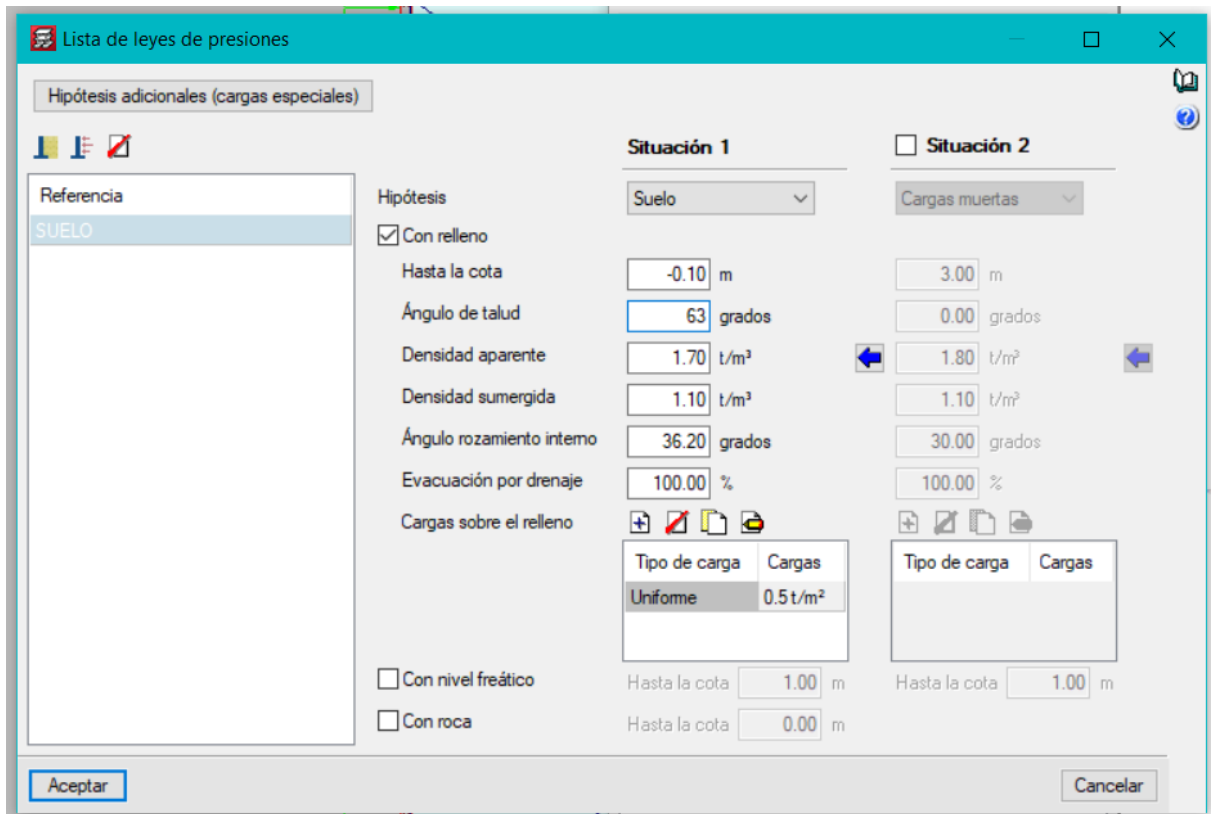 Lista de leyes de presiones
Hipótesis adicionales (cargas especiales)
Situación 1
Situación 2
Referencia
SUELO
Hipótesis
Suelo
Cargas muertas
Con relleno
Hasta la cota
-0.10 m
3.00 m
Ángulo de talud
63 grados
0.00 grados
Densidad aparente
1.70 t/m³
1.80 t/m³
Densidad sumergida
1.10 t/m³
1.10 t/m³
Ángulo rozamiento interno
36.20 grados
30.00 grados
Evacuación por drenaje
100.00 %
100.00 %
Cargas sobre el relleno
Tipo de carga Cargas
Uniforme 0.5 t/m²
Tipo de carga Cargas
Con nivel freático
Hasta la cota 1.00 m
Hasta la cota 1.00 m
Con roca
Hasta la cota 0.00 m
Aceptar
Cancelar